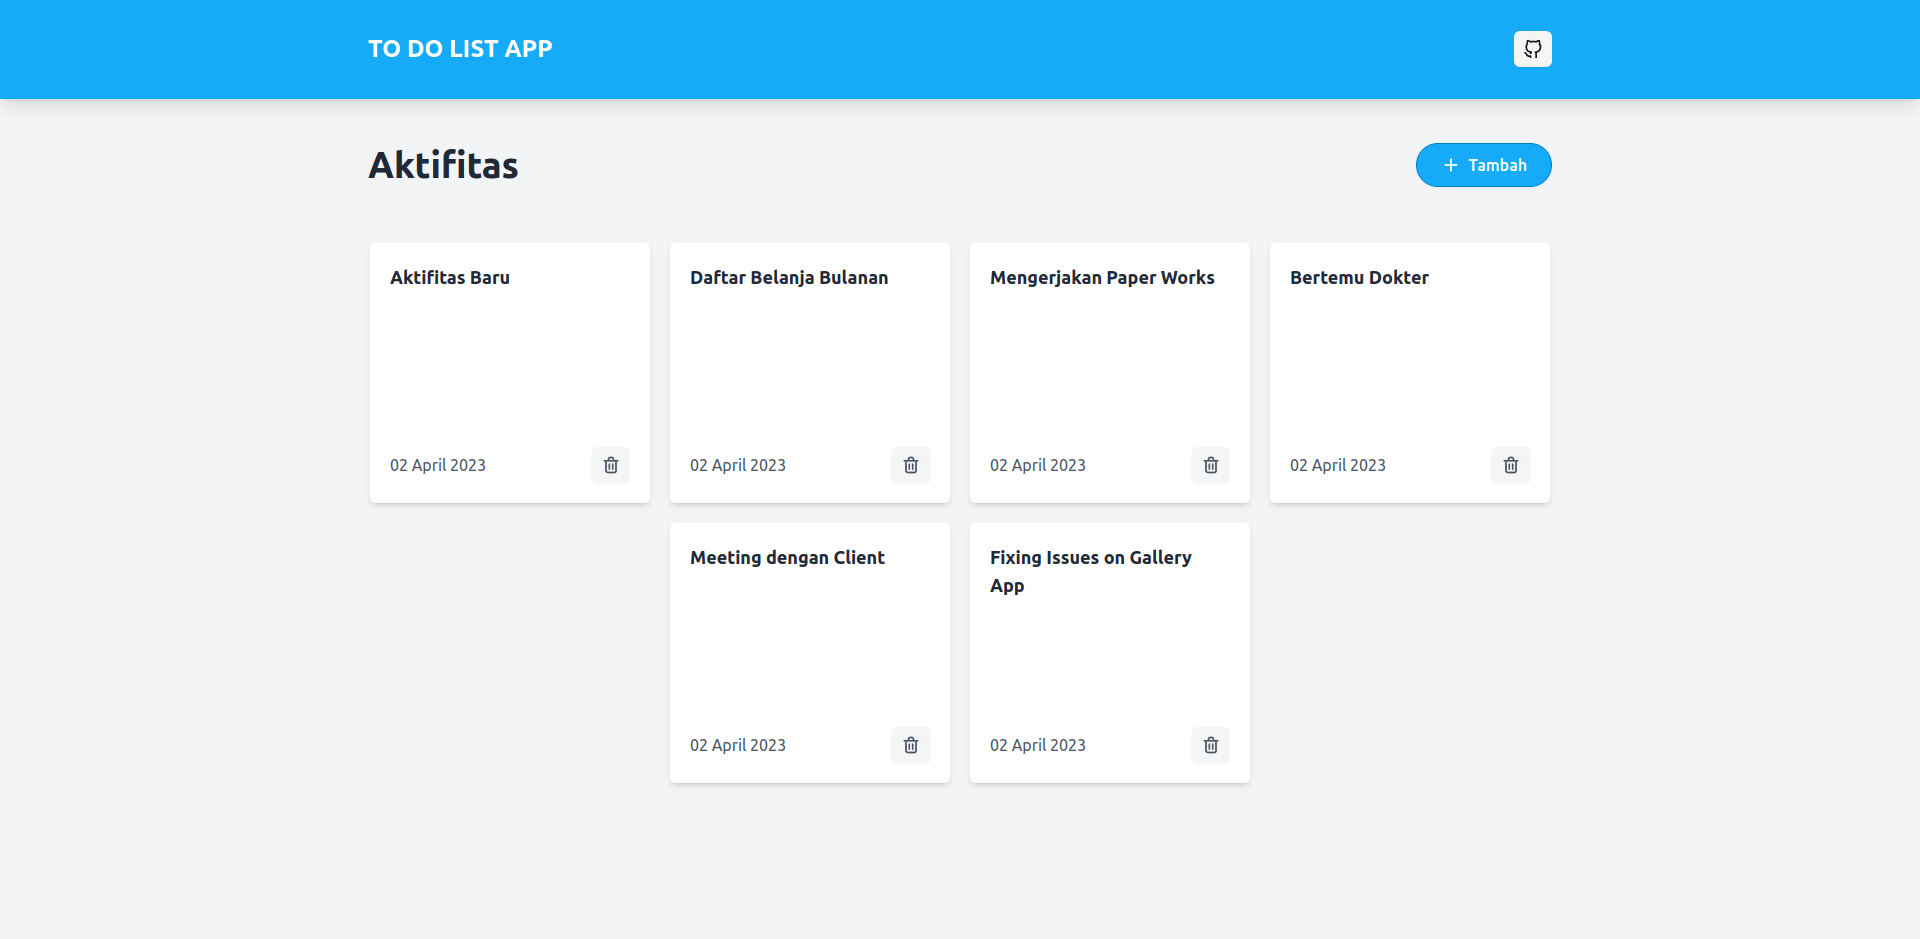 TO DO LIST APP
Aktifitas
Tambah
Aktifitas Baru
02 April 2023
Daftar Belanja Bulanan
02 April 2023
Mengerjakan Paper Works
02 April 2023
Bertemu Dokter
02 April 2023
Meeting dengan Client
02 April 2023
Fixing Issues on Gallery
App
02 April 2023